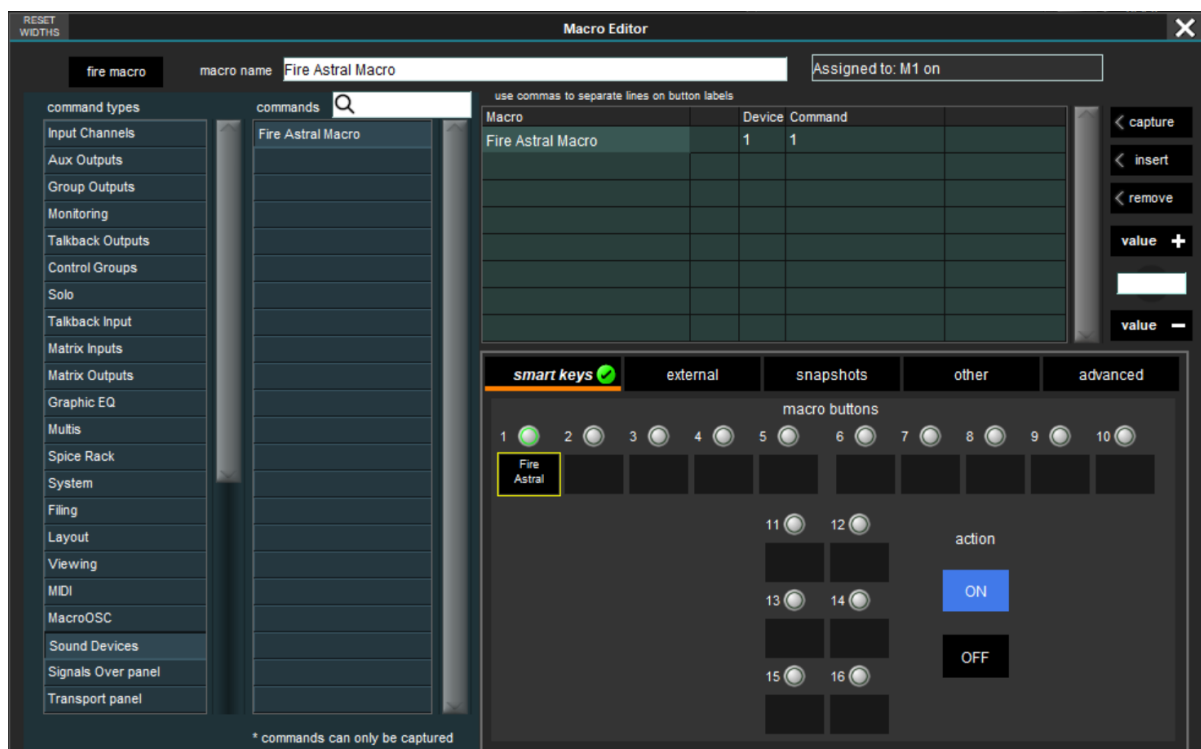 RESET
WIDTHS
Macro Editor
fire macro
macro name
Fire Astral Macro
Assigned to: M1 on
command types
Input Channels
Aux Outputs
Group Outputs
Monitoring
Talkback Outputs
Control Groups
Solo
Talkback Input
Matrix Inputs
Matrix Outputs
Graphic EQ
Multis
Spice Rack
System
Filing
Layout
Viewing
MIDI
MacroOSC
Sound Devices
Signals Over panel
Transport panel
commands
Fire Astral Macro
* commands can only be captured
use commas to separate lines on button labels
Macro Device Command
Fire Astral Macro 1 1
capture
insert
remove
value +
value -
smart keys external snapshots other advanced
macro buttons
1 2 3 4 5 6 7 8 9 10
Fire
Astral
11 12
13 14
15 16
action
ON
OFF